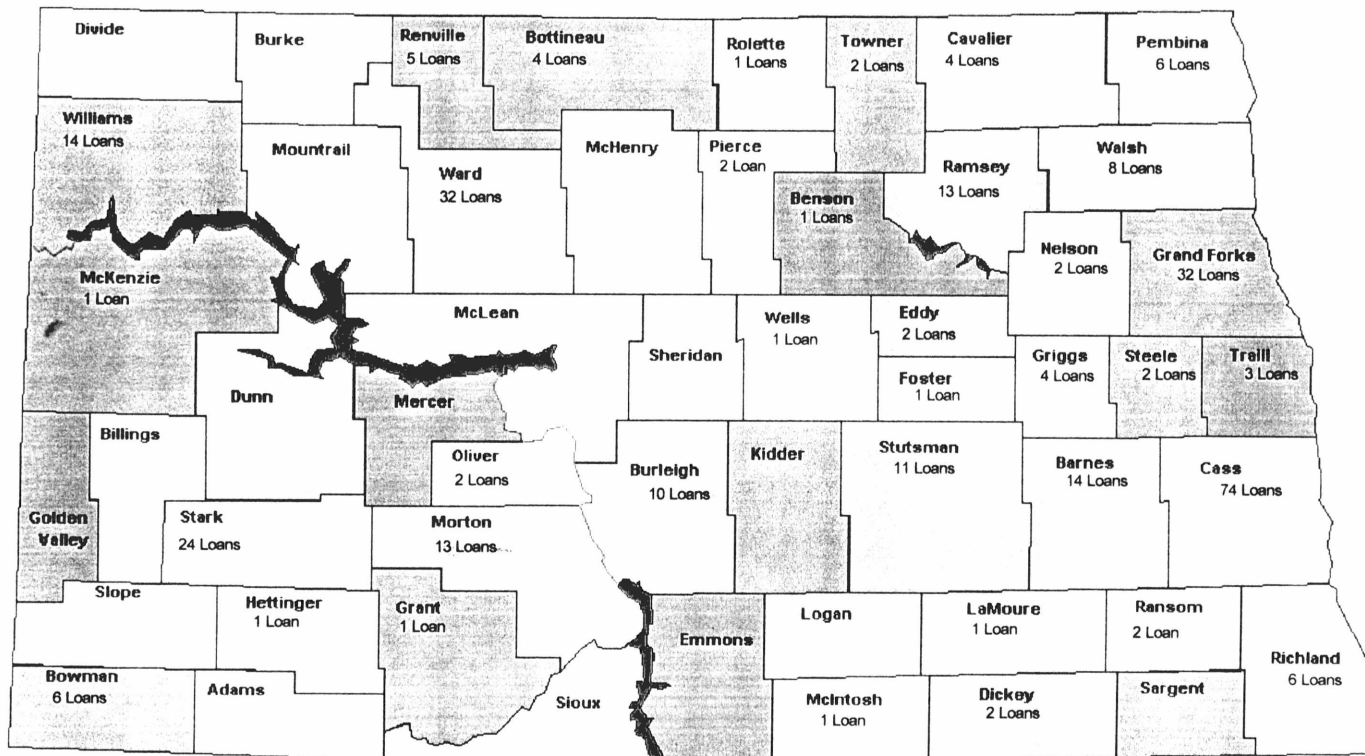 Divide
Burke
Renville
5 Loans
Bottineau
4 Loans
Rolette
1 Loans
Towner
2 Loans
Cavalier
4 Loans
Pembina
6 Loans
Williams
14 Loans
Mountrail
Ward
32 Loans
McHenry
Pierce
2 Loan
Benson
1 Loans
Ramsey
13 Loans
Walsh
8 Loans
Nelson
2 Loans
Grand Forks
32 Loans
McKenzie
1 Loan
McLean
Sheridan
Wells
1 Loan
Eddy
2 Loans
Foster
1 Loan
Griggs
4 Loans
Steele
2 Loans
Traill
3 Loans
Dunn
Mercer
Billings
Oliver
2 Loans
Burleigh
10 Loans
Kidder
Stutsman
11 Loans
Barnes
14 Loans
Cass
74 Loans
Golden
Valley
Stark
24 Loans
Morton
13 Loans
Slope
Hettinger
1 Loan
Grant
1 Loan
Emmons
Logan
LaMoure
1 Loan
Ransom
2 Loan
Richland
6 Loans
Bowman
6 Loans
Adams
Sioux
McIntosh
1 Loan
Dickey
2 Loans
Sargent